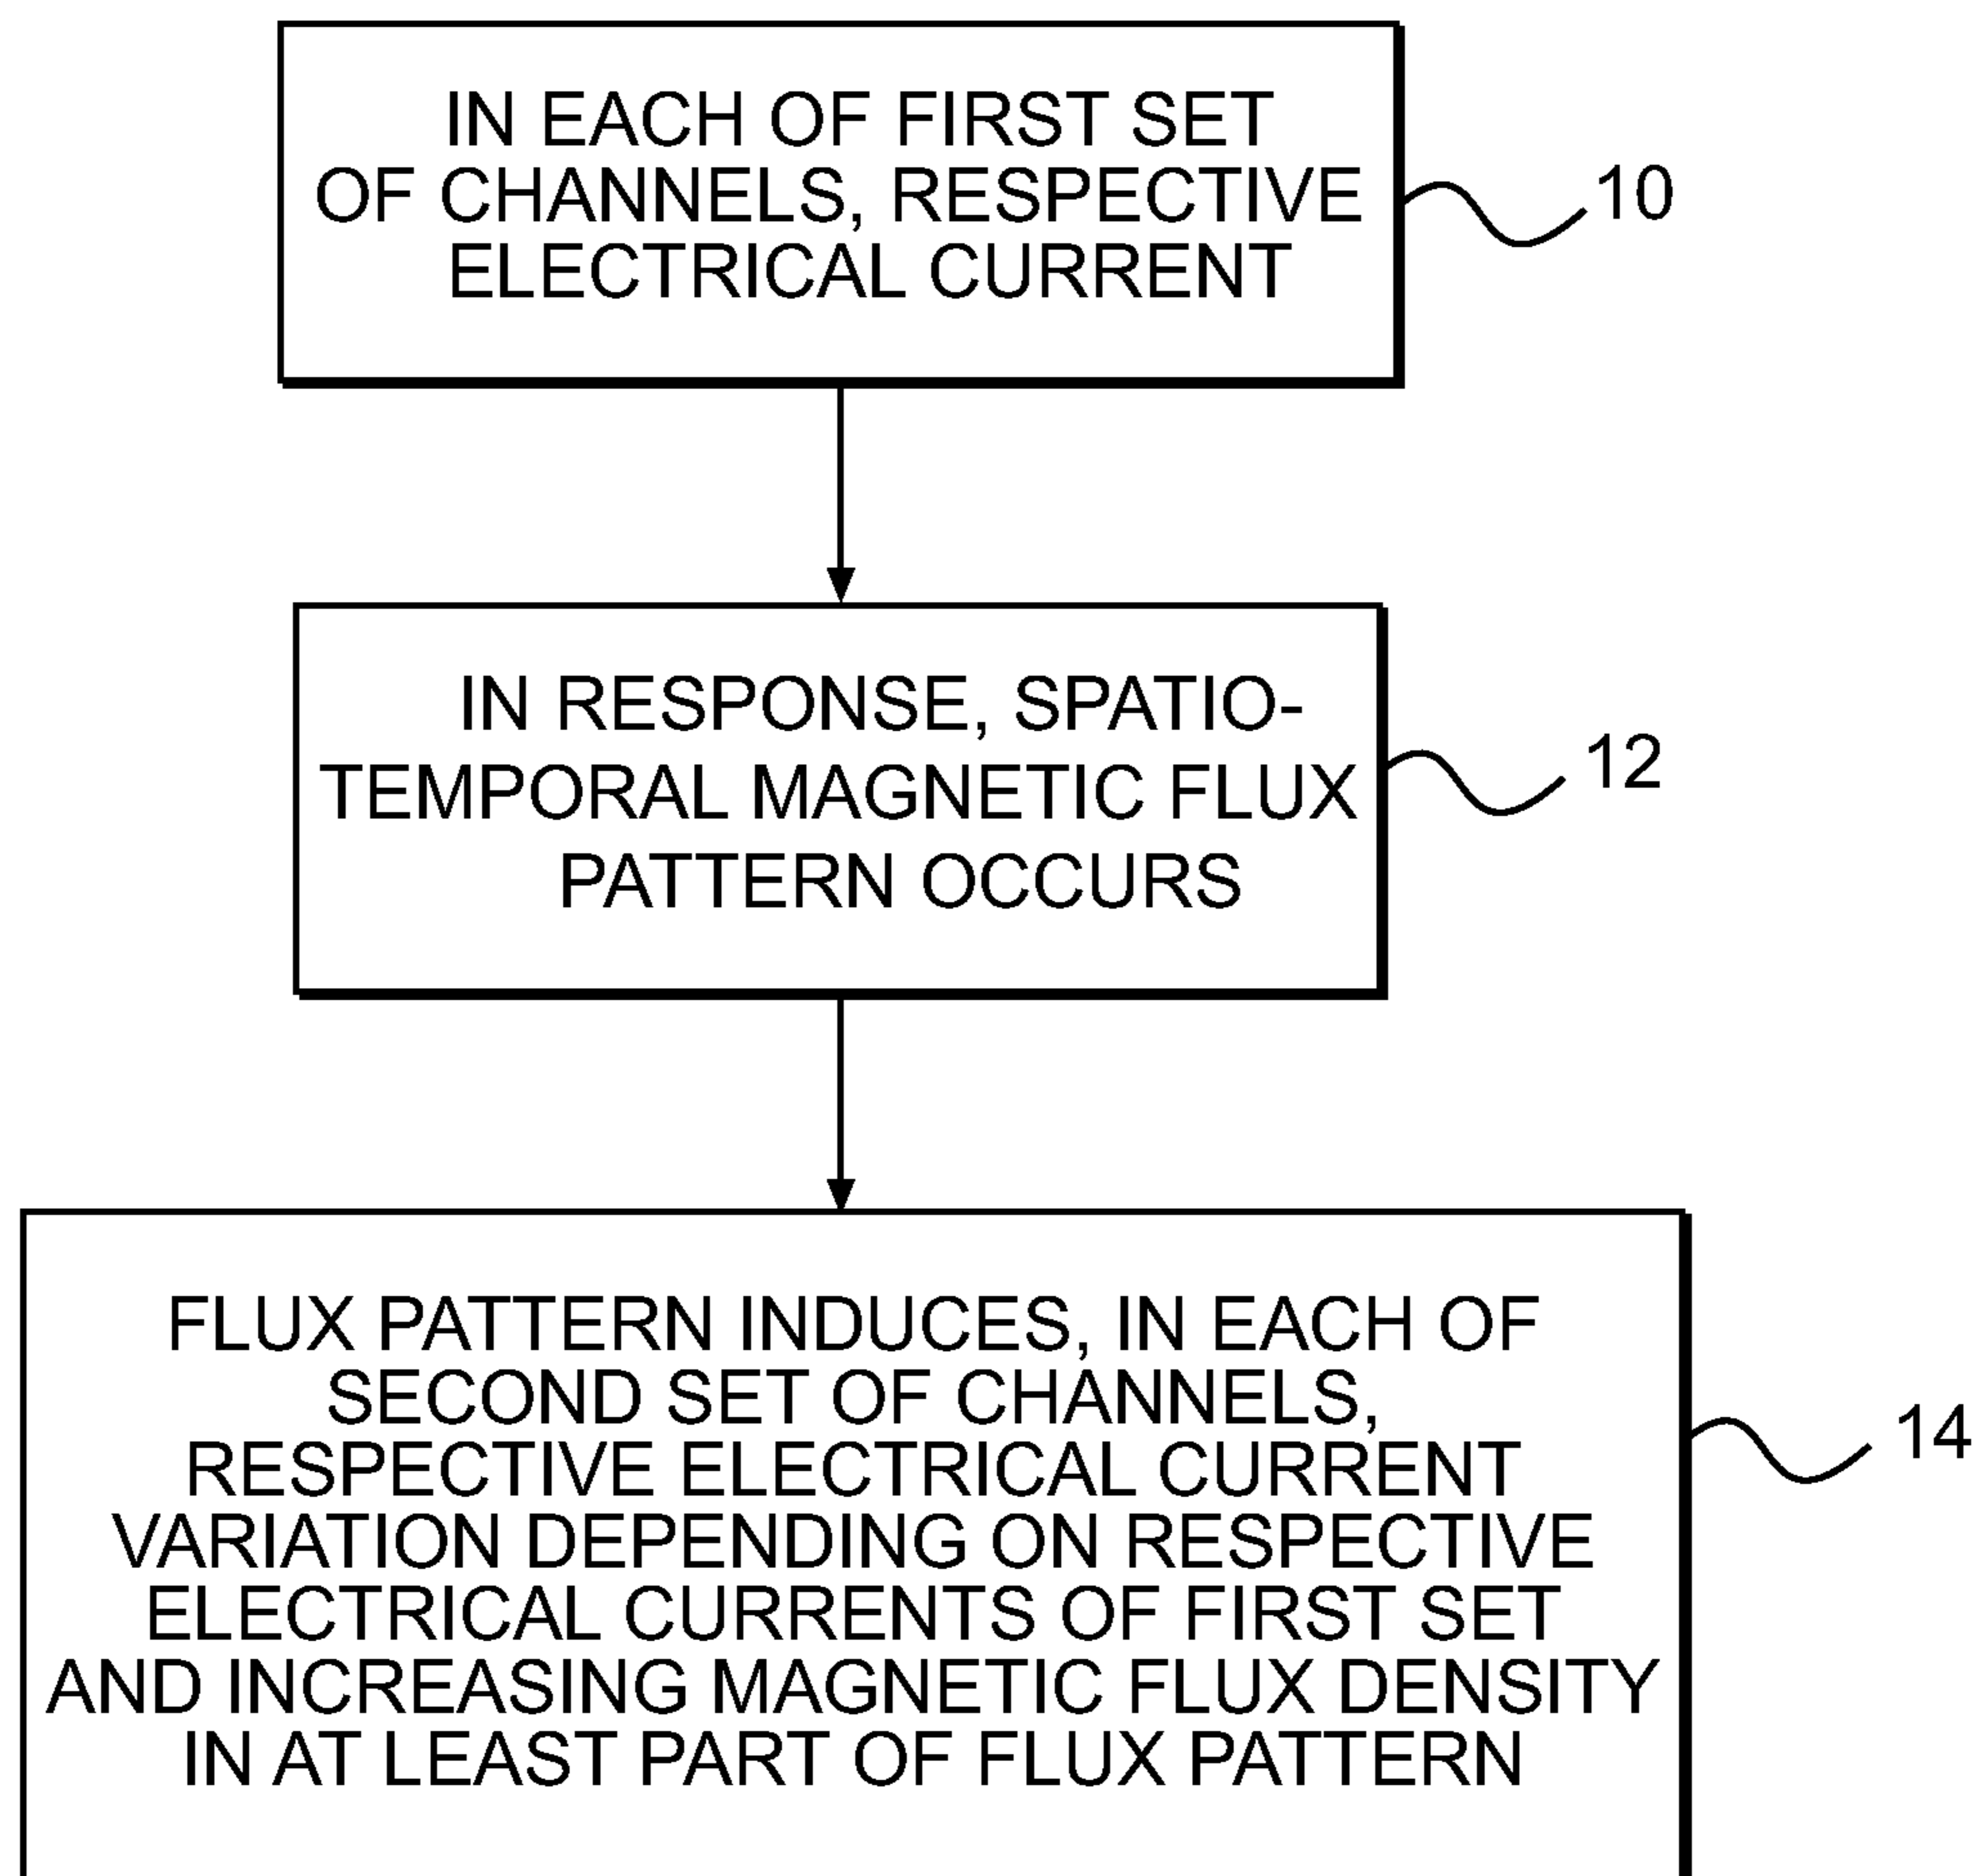 IN EACH OF FIRST SET
OF CHANNELS, RESPECTIVE
ELECTRICAL CURRENT
10
IN RESPONSE, SPATIO-
TEMPORAL MAGNETIC FLUX
PATTERN OCCURS
12
FLUX PATTERN INDUCES, IN EACH OF
SECOND SET OF CHANNELS,
RESPECTIVE ELECTRICAL CURRENT
VARIATION DEPENDING ON RESPECTIVE
ELECTRICAL CURRENTS OF FIRST SET
AND INCREASING MAGNETIC FLUX DENSITY
IN AT LEAST PART OF FLUX PATTERN
14